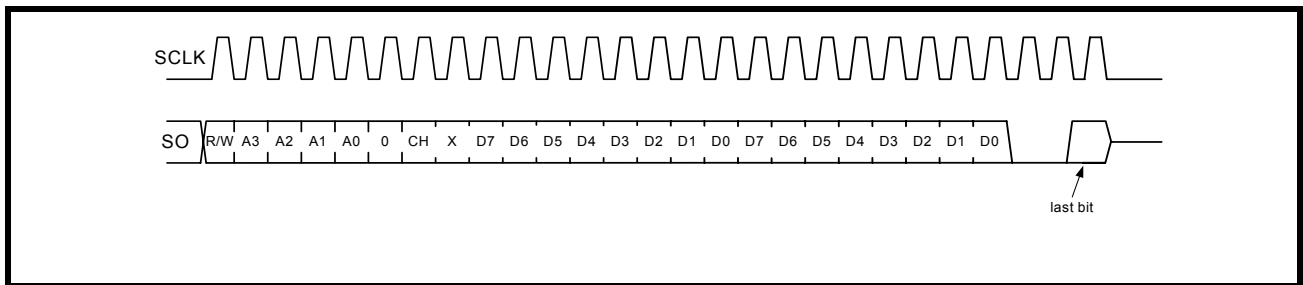 SCLK
SO R/W A3 A2 A1 A0 0 CH X D7 D6 D5 D4 D3 D2 D1 D0 D7 D6 D5 D4 D3 D2 D1 D0
last bit